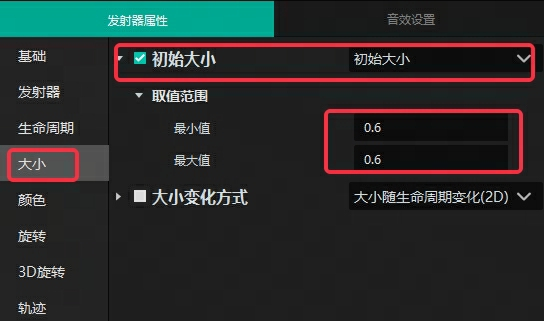 发射器属性 音效设置
基础
初始大小 初始大小
发射器
取值范围
生命周期
最小值 0.6
大小
最大值 0.6
颜色
大小变化方式 大小随生命周期变化(2D)
旋转
3D旋转
轨迹